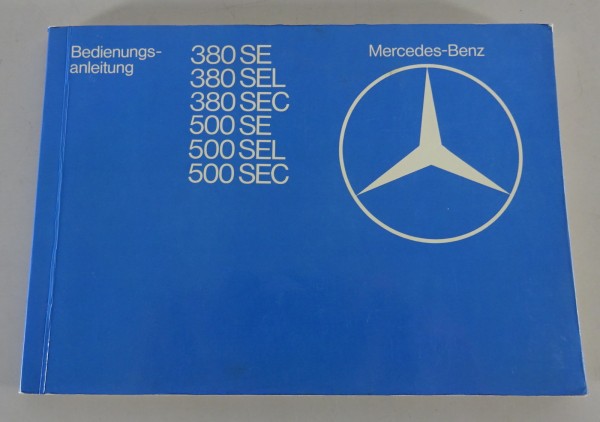 Bedienungs-
anleitung
380 SE
380 SEL
380 SEC
500 SE
500 SEL
500 SEC
Mercedes-Benz